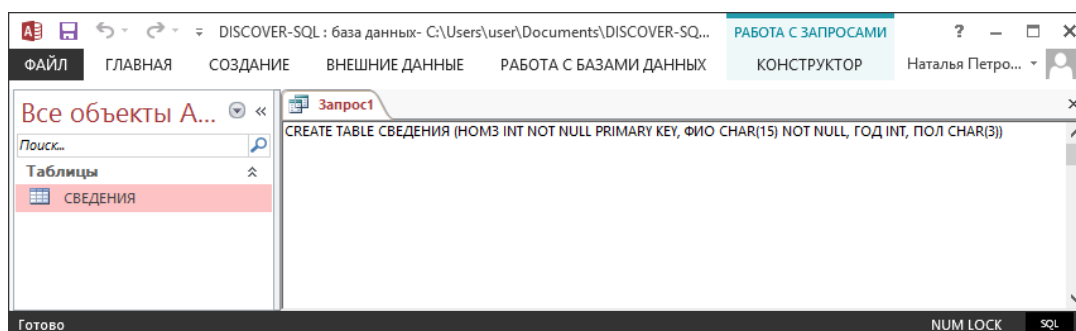 DISCOVER-SQL : база данных- C:\Users\user\Documents\DISCOVER-SQ... РАБОТА С ЗАПРОСАМИ ?
ФАЙЛ ГЛАВНАЯ СОЗДАНИЕ ВНЕШНИЕ ДАННЫЕ РАБОТА С БАЗАМИ ДАННЫХ КОНСТРУКТОР Наталья Петро...
Все объекты A... «
Запрос1
CREATE TABLE СВЕДЕНИЯ (НОМЗ INT NOT NULL PRIMARY KEY, ФИО CHAR(15) NOT NULL, ГОД INT, ПОЛ CHAR(3))
Поиск...
Таблицы
СВЕДЕНИЯ
Готово NUM LOCK SQL